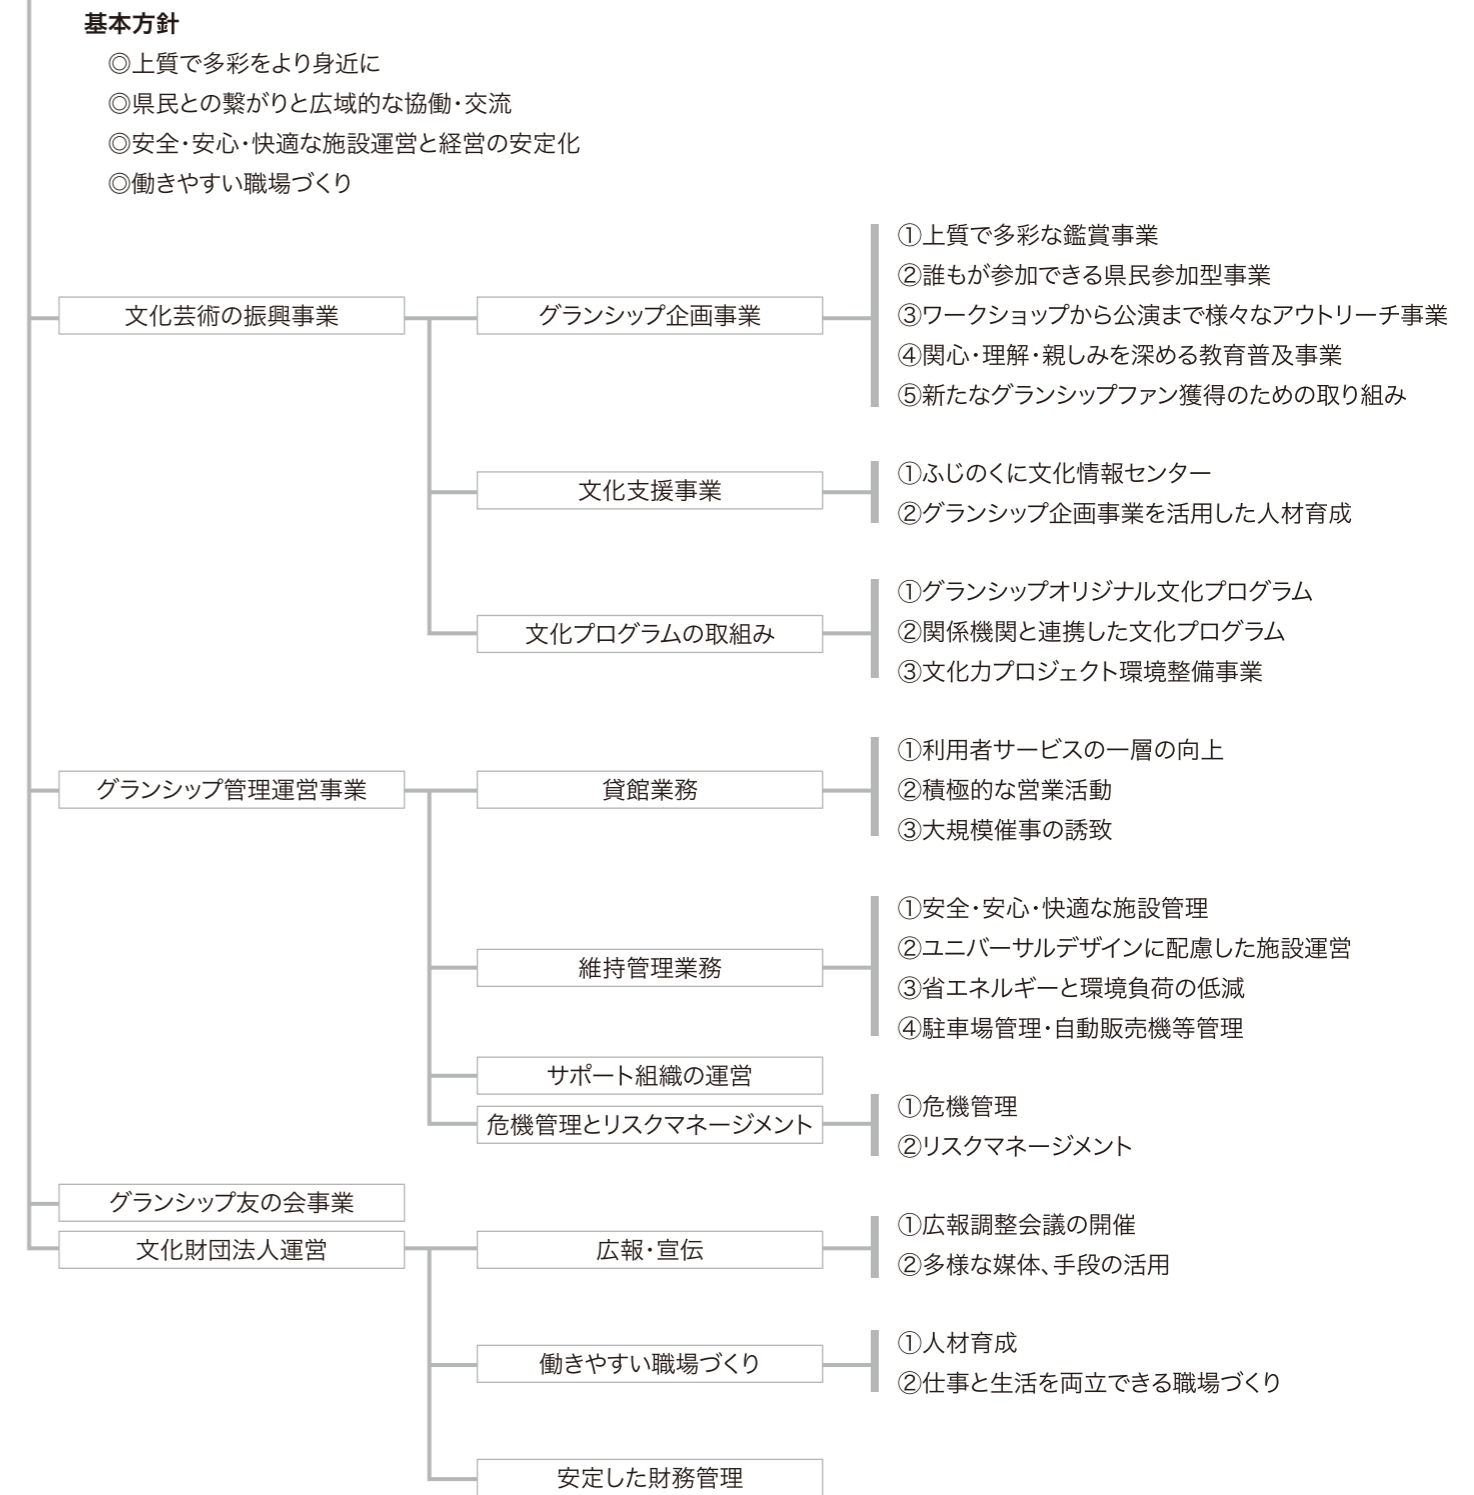 基本方針
◎上質で多彩をより身近に
◎県民との繋がりと広域的な協働・交流
◎安全・安心・快適な施設運営と経営の安定化
◎働きやすい職場づくり
文化芸術の振興事業
グランシップ企画事業
①上質で多彩な鑑賞事業
②誰もが参加できる県民参加型事業
③ワークショップから公演まで様々なアウトリーチ事業
④関心・理解・親しみを深める教育普及事業
⑤新たなグランシップファン獲得のための取り組み
文化支援事業
①ふじのくに文化情報センター
②グランシップ企画事業を活用した人材育成
文化プログラムの取組み
①グランシップオリジナル文化プログラム
②関係機関と連携した文化プログラム
③文化力プロジェクト環境整備事業
グランシップ管理運営事業
貸館業務
①利用者サービスの一層の向上
②積極的な営業活動
③大規模催事の誘致
維持管理業務
①安全・安心・快適な施設管理
②ユニバーサルデザインに配慮した施設運営
③省エネルギーと環境負荷の低減
④駐車場管理・自動販売機等管理
サポート組織の運営
危機管理とリスクマネージメント
①危機管理
②リスクマネージメント
グランシップ友の会事業
文化財団法人運営
広報・宣伝
①広報調整会議の開催
②多様な媒体、手段の活用
働きやすい職場づくり
①人材育成
②仕事と生活を両立できる職場づくり
安定した財務管理